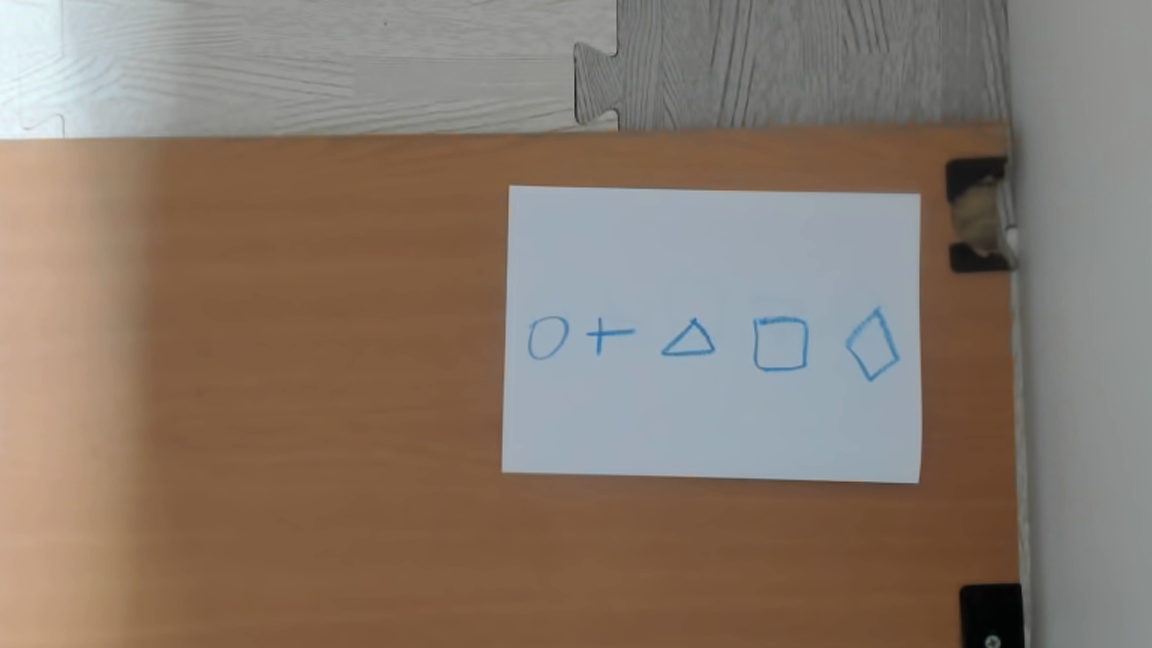 ○ + △ □ ◇